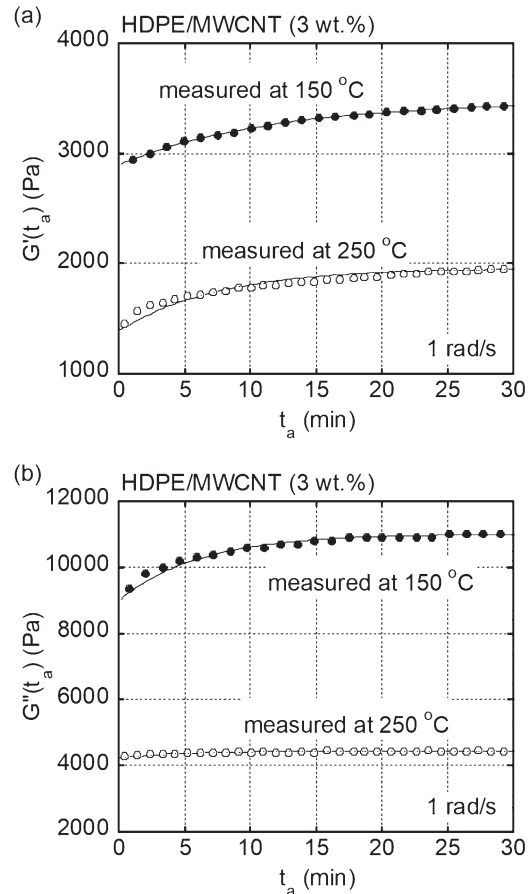 (a)
HDPE/MWCNT (3 wt.%)
4000
measured at 150 °C
3000
G'(tₐ) (Pa)
measured at 250 °C
2000
1 rad/s
1000
0 5 10 15 20 25 30
tₐ (min)
(b)
HDPE/MWCNT (3 wt.%)
12000
10000
measured at 150 °C
8000
G"(tₐ) (Pa)
6000
measured at 250 °C
4000
1 rad/s
2000
0 5 10 15 20 25 30
tₐ (min)